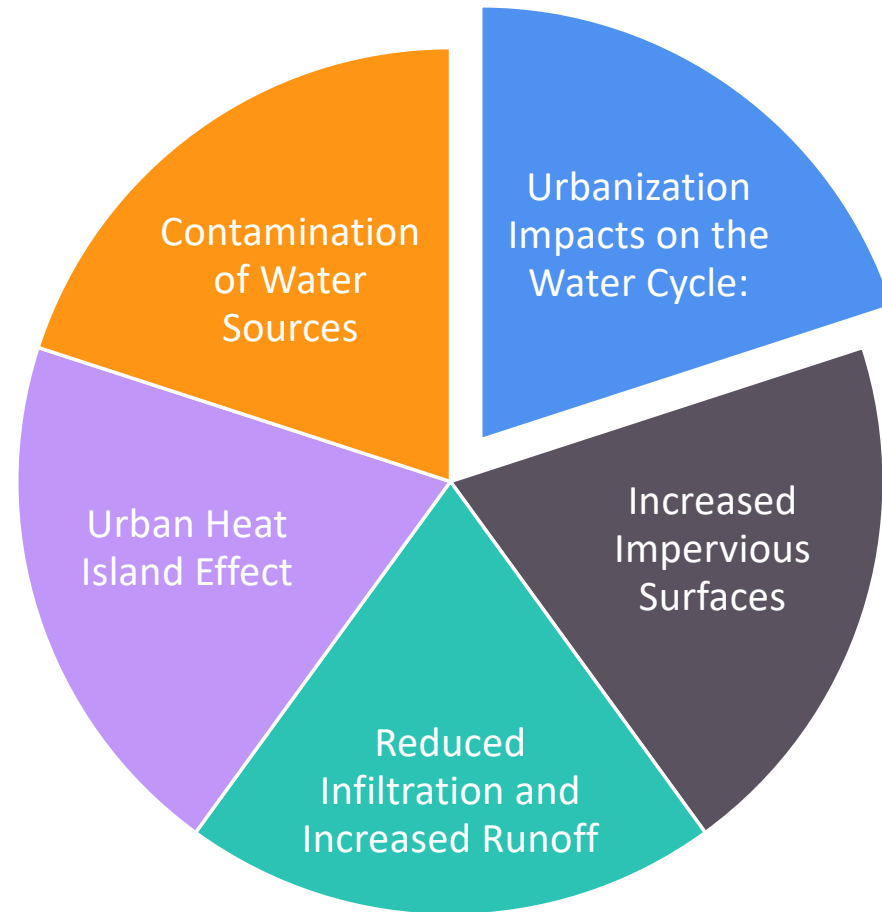 Urbanization
Impacts on the
Water Cycle:
Increased
Impervious
Surfaces
Reduced
Infiltration and
Increased Runoff
Urban Heat
Island Effect
Contamination
of Water
Sources